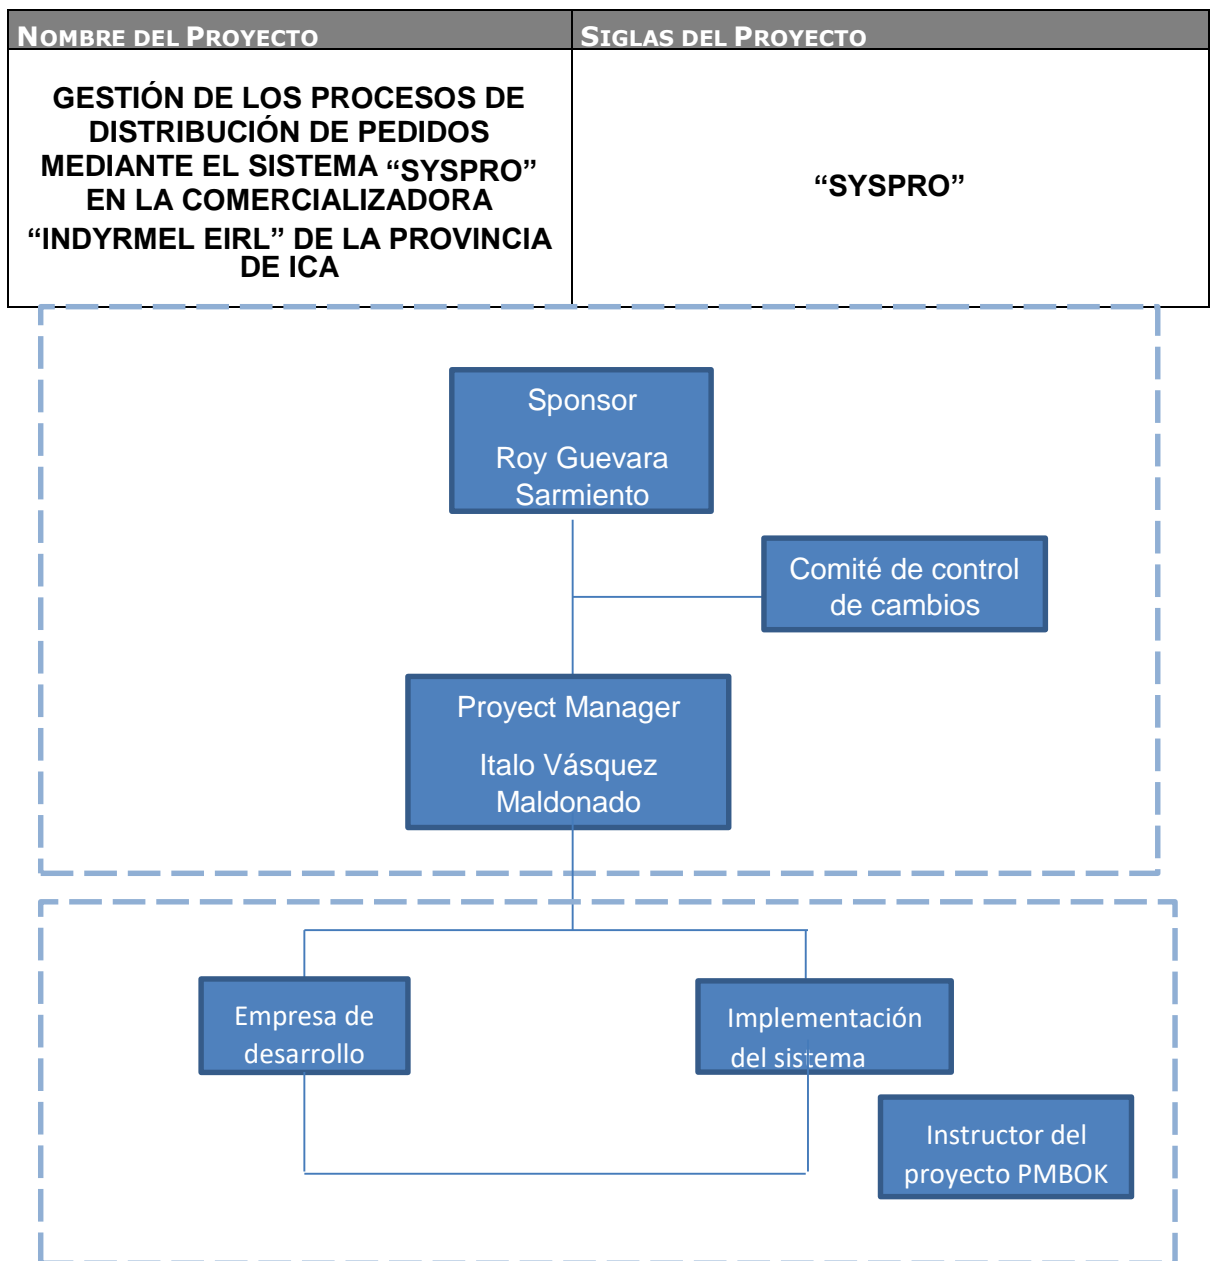 NOMBRE DEL PROYECTO
SIGLAS DEL PROYECTO
GESTIÓN DE LOS PROCESOS DE
DISTRIBUCIÓN DE PEDIDOS
MEDIANTE EL SISTEMA “SYSPRO”
EN LA COMERCIALIZADORA
“INDYRMEL EIRL” DE LA PROVINCIA
DE ICA
“SYSPRO”
Sponsor
Roy Guevara
Sarmiento
Comité de control
de cambios
Proyect Manager
Italo Vásquez
Maldonado
Empresa de
desarrollo
Implementación
del sistema
Instructor del
proyecto PMBOK